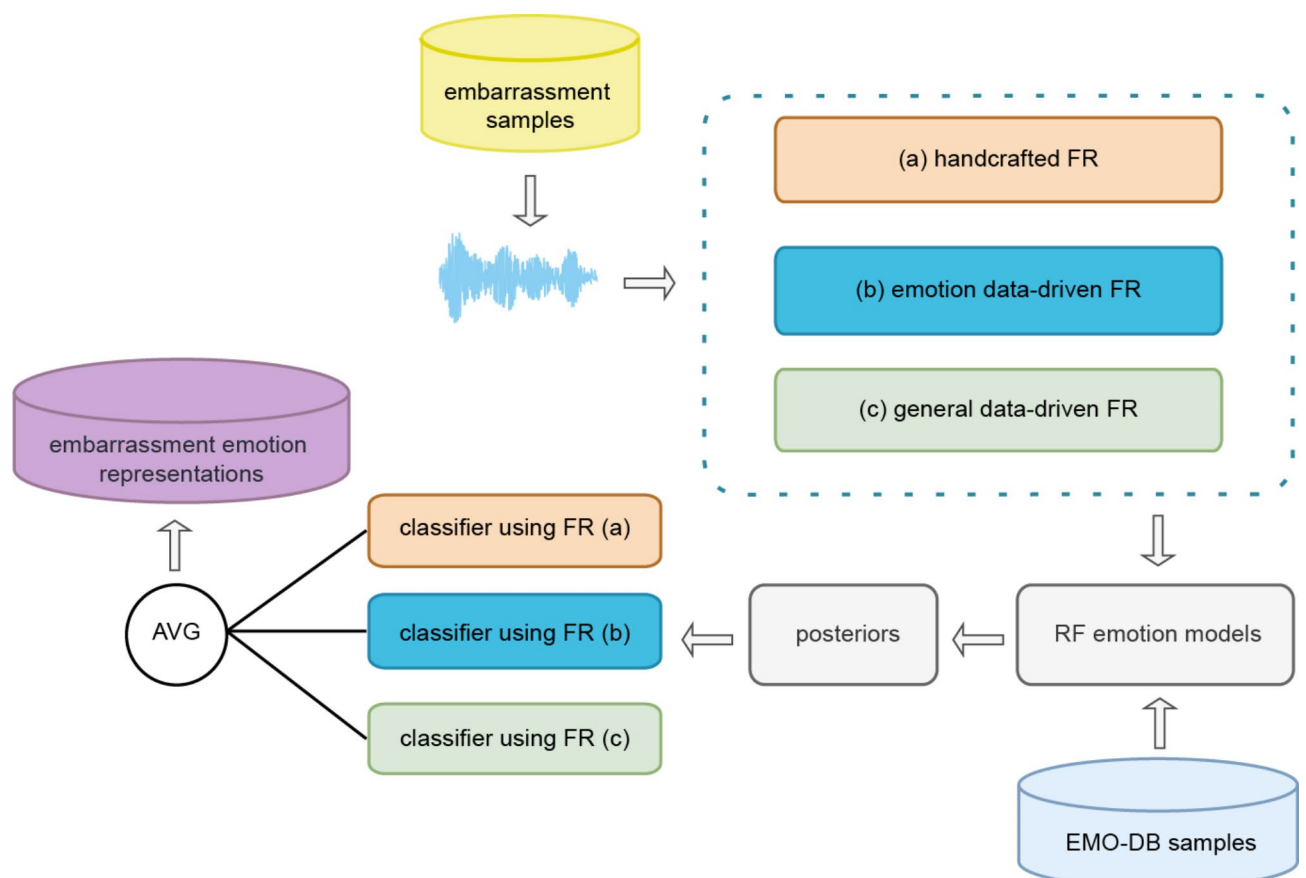 embarrassment
samples
(a) handcrafted FR
(b) emotion data-driven FR
(c) general data-driven FR
embarrassment emotion
representations
classifier using FR (a)
AVG
classifier using FR (b)
posteriors
RF emotion models
classifier using FR (c)
EMO-DB samples